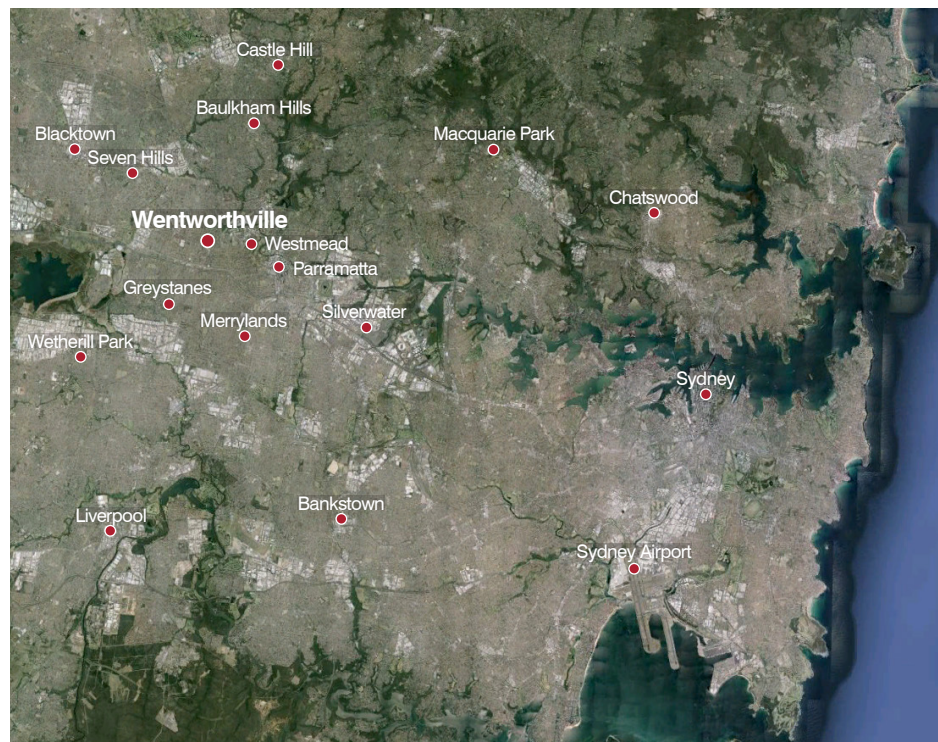 Castle Hill
Baulkham Hills
Blacktown
Macquarie Park
Seven Hills
Chatswood
Wentworthville
Westmead
Parramatta
Greystanes
Silverwater
Merrylands
Wetherill Park
Sydney
Bankstown
Liverpool
Sydney Airport